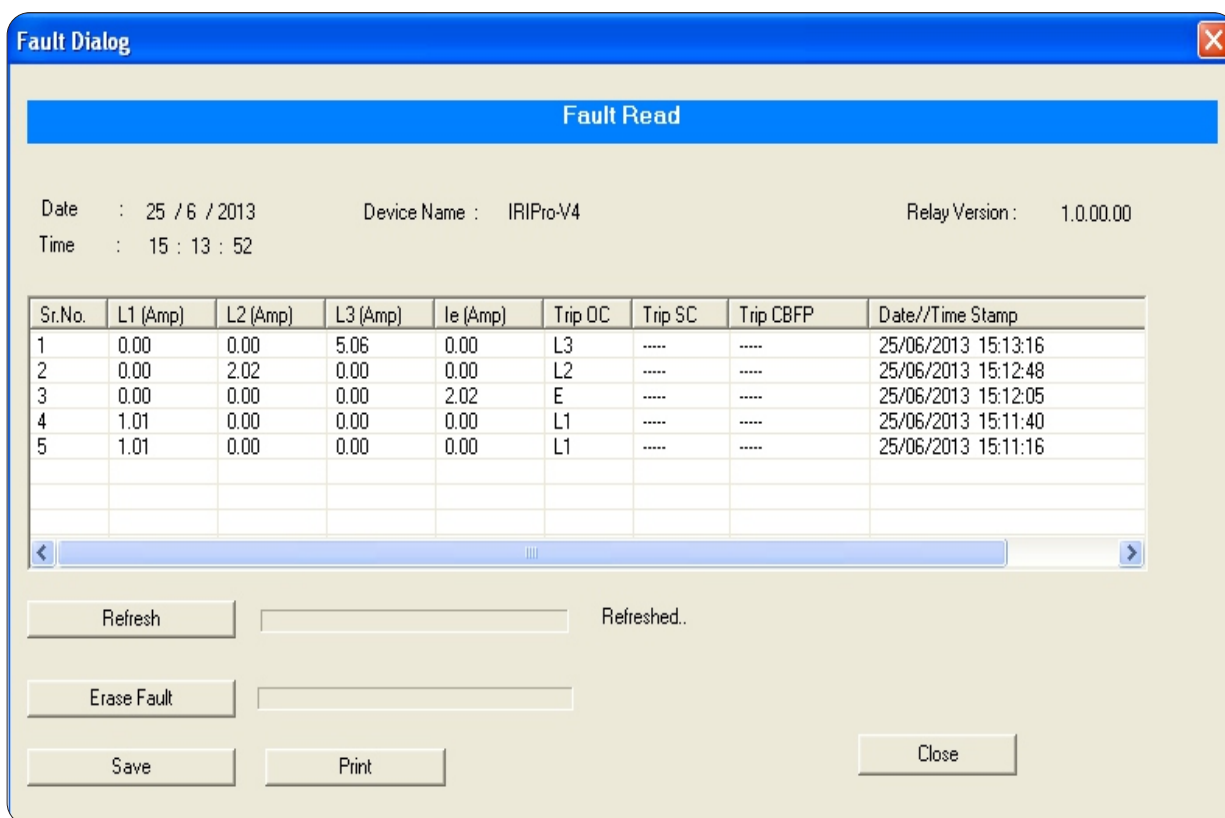 Fault Dialog
Fault Read
Date : 25 / 6 / 2013 Device Name : IRIPro-V4 Relay Version : 1.0.00.00
Time : 15 : 13 : 52
Sr.No. L1 (Amp) L2 (Amp) L3 (Amp) Ie (Amp) Trip OC Trip SC Trip CBFP Date//Time Stamp
1 0.00 0.00 5.06 0.00 L3 ----- ----- 25/06/2013 15:13:16
2 0.00 2.02 0.00 0.00 L2 ----- ----- 25/06/2013 15:12:48
3 0.00 0.00 0.00 2.02 E ----- ----- 25/06/2013 15:12:05
4 1.01 0.00 0.00 0.00 L1 ----- ----- 25/06/2013 15:11:40
5 1.01 0.00 0.00 0.00 L1 ----- ----- 25/06/2013 15:11:16
Refresh Refreshed..
Erase Fault
Save Print Close